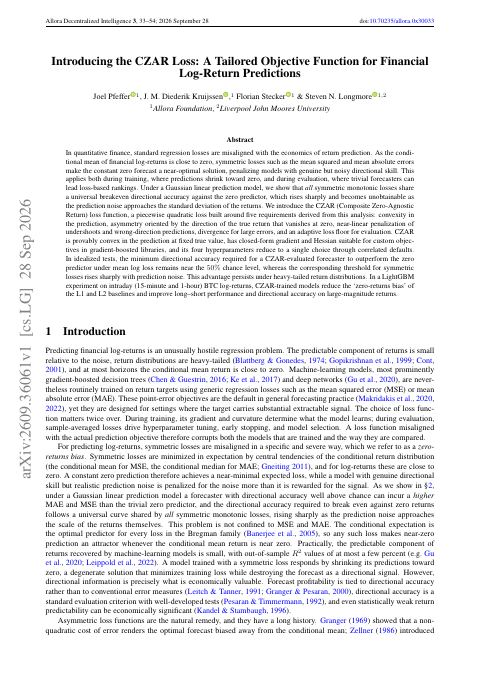 Allora Decentralized Intelligence 3, 33–54; 2026 September 28
doi:10.70235/allora.0x30033
Introducing the CZAR Loss: A Tailored Objective Function for Financial
Log-Return Predictions
Joel Pfeffer1, J. M. Diederik Kruijssen,1 Florian Stecker1 & Steven N. Longmore1,2
1Allora Foundation, 2Liverpool John Moores University
Abstract
In quantitative finance, standard regression losses are misaligned with the economics of return prediction. As the condi-
tional mean of financial log-returns is close to zero, symmetric losses such as the mean squared and mean absolute errors
make the constant zero forecast a near-optimal solution, penalizing models with genuine but noisy directional skill. This
applies both during training, where predictions shrink toward zero, and during evaluation, where trivial forecasters can
lead loss-based rankings. Under a Gaussian linear prediction model, we show that all symmetric monotonic losses share
a universal breakeven directional accuracy against the zero predictor, which rises sharply and becomes unobtainable as
the prediction noise approaches the standard deviation of the returns. We introduce the CZAR (Composite Zero-Agnostic
Return) loss function, a piecewise quadratic loss built around five requirements derived from this analysis: convexity in
the prediction, asymmetry oriented by the direction of the true return that vanishes at zero, near-linear penalization of
undershoots and wrong-direction predictions, divergence for large errors, and an adaptive loss floor for evaluation. CZAR
is provably convex in the prediction at fixed true value, has closed-form gradient and Hessian suitable for custom objec-
tives in gradient-boosted libraries, and its four hyperparameters reduce to a single choice through correlated defaults.
In idealized tests, the minimum directional accuracy required for a CZAR-evaluated forecaster to outperform the zero
predictor under mean log loss remains near the 50% chance level, whereas the corresponding threshold for symmetric
losses rises sharply with prediction noise. This advantage persists under heavy-tailed return distributions. In a LightGBM
experiment on intraday (15-minute and 1-hour) BTC log-returns, CZAR-trained models reduce the ‘zero-returns bias’ of
the L1 and L2 baselines and improve long–short performance and directional accuracy on large-magnitude returns.
arXiv:2609.36061v1 [cs.LG] 28 Sep 2026
1 Introduction
Predicting financial log-returns is an unusually hostile regression problem. The predictable component of returns is small
relative to the noise, return distributions are heavy-tailed (Blattberg & Gonedes, 1974; Gopikrishnan et al., 1999; Cont,
2001), and at most horizons the conditional mean return is close to zero. Machine-learning models, most prominently
gradient-boosted decision trees (Chen & Guestrin, 2016; Ke et al., 2017) and deep networks (Gu et al., 2020), are never-
theless routinely trained on return targets using generic regression losses such as the mean squared error (MSE) or mean
absolute error (MAE). These point-error objectives are the default in general forecasting practice (Makridakis et al., 2020,
2022), yet they are designed for settings where the target carries substantial extractable signal. The choice of loss func-
tion matters twice over. During training, its gradient and curvature determine what the model learns; during evaluation,
sample-averaged losses drive hyperparameter tuning, early stopping, and model selection. A loss function misaligned
with the actual prediction objective therefore corrupts both the models that are trained and the way they are compared.
For predicting log-returns, symmetric losses are misaligned in a specific and severe way, which we refer to as a zero-
returns bias. Symmetric losses are minimized in expectation by central tendencies of the conditional return distribution
(the conditional mean for MSE, the conditional median for MAE; Gneiting 2011), and for log-returns these are close to
zero. A constant zero prediction therefore achieves a near-minimal expected loss, while a model with genuine directional
skill but realistic prediction noise is penalized for the noise more than it is rewarded for the signal. As we show in §2,
under a Gaussian linear prediction model a forecaster with directional accuracy well above chance can incur a higher
MAE and MSE than the trivial zero predictor, and the directional accuracy required to break even against zero returns
follows a universal curve shared by all symmetric monotonic losses, rising sharply as the prediction noise approaches
the scale of the returns themselves. This problem is not confined to MSE and MAE. The conditional expectation is
the optimal predictor for every loss in the Bregman family (Banerjee et al., 2005), so any such loss makes near-zero
prediction an attractor whenever the conditional mean return is near zero. Practically, the predictable component of
returns recovered by machine-learning models is small, with out-of-sample R2 values of at most a few percent (e.g. Gu
et al., 2020; Leippold et al., 2022). A model trained with a symmetric loss responds by shrinking its predictions toward
zero, a degenerate solution that minimizes training loss while destroying the forecast as a directional signal. However,
directional information is precisely what is economically valuable. Forecast profitability is tied to directional accuracy
rather than to conventional error measures (Leitch & Tanner, 1991; Granger & Pesaran, 2000), directional accuracy is a
standard evaluation criterion with well-developed tests (Pesaran & Timmermann, 1992), and even statistically weak return
predictability can be economically significant (Kandel & Stambaugh, 1996).
Asymmetric loss functions are the natural remedy, and they have a long history. Granger (1969) showed that a non-
quadratic cost of error renders the optimal forecast biased away from the conditional mean; Zellner (1986) introduced